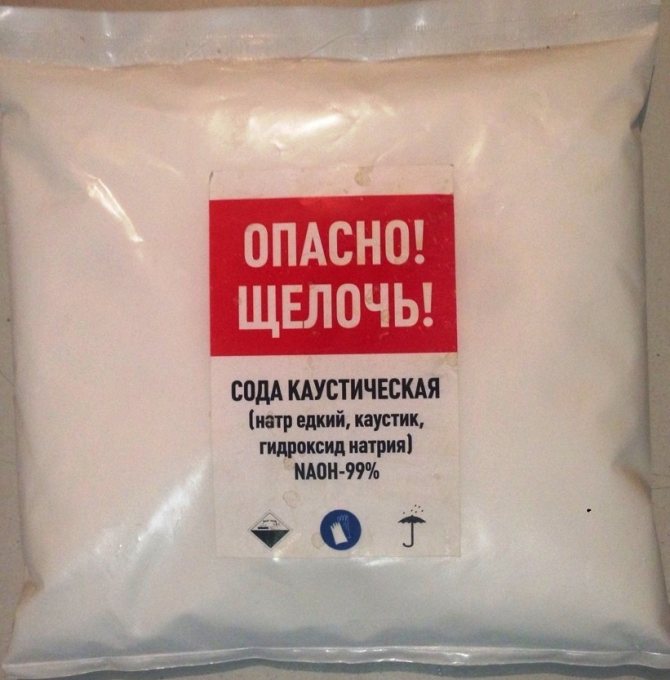 ОПАСНО!
ЩЕЛОЧЬ!
СОДА КАУСТИЧЕСКАЯ
(натр едкий, каустик,
гидроксид натрия)
NAOH-99%